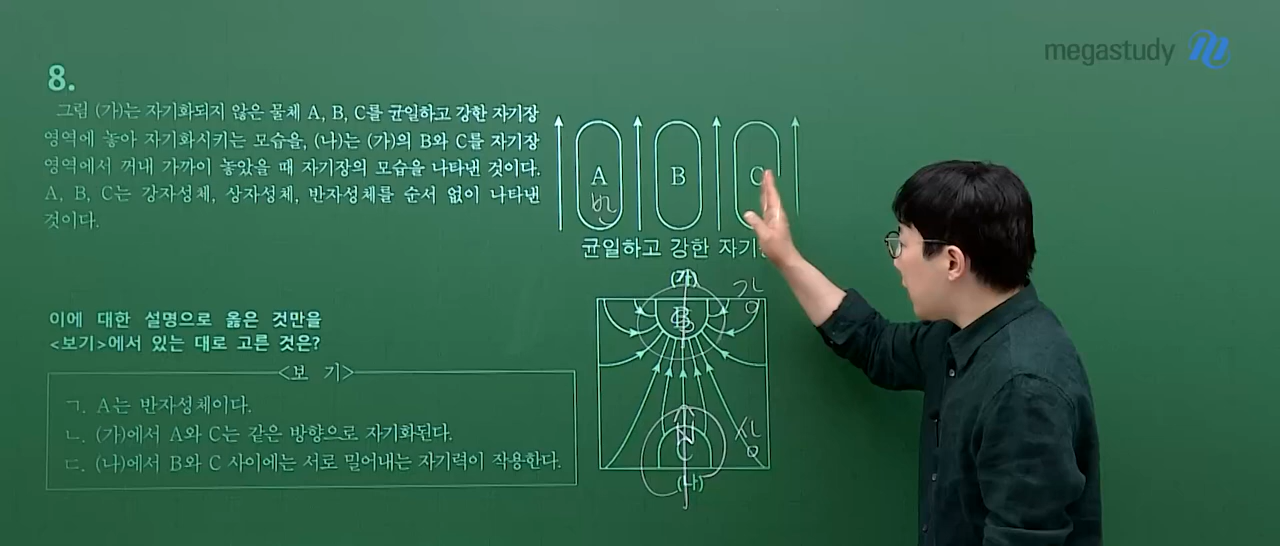 megastudy
8.
그림 (가)는 자기화되지 않은 물체 A, B, C를 균일하고 강한 자기장
영역에 놓아 자기화시키는 모습을, (나)는 (가)의 B와 C를 자기장
영역에서 꺼내 가까이 놓았을 때 자기장의 모습을 나타낸 것이다.
A, B, C는 강자성체, 상자성체, 반자성체를 순서 없이 나타낸
것이다.
A B C
반
균일하고 강한 자기
(가)
강
B
상
C
(나)
이에 대한 설명으로 옳은 것만을
<보기>에서 있는 대로 고른 것은?
<보 기>
ㄱ. A는 반자성체이다.
ㄴ. (가)에서 A와 C는 같은 방향으로 자기화된다.
ㄷ. (나)에서 B와 C 사이에는 서로 밀어내는 자기력이 작용한다.